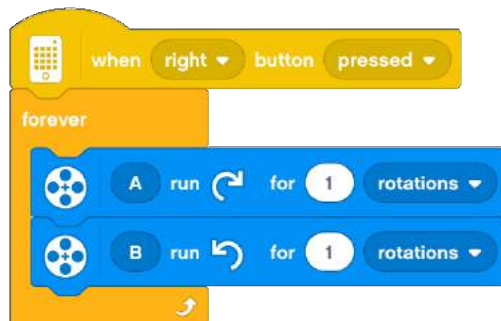 when right button pressed
forever
A run for 1 rotations
B run for 1 rotations